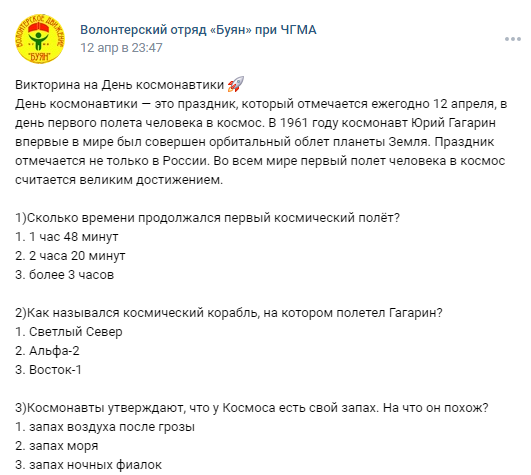 ВОЛОНТЕРСКОЕ ДВИЖЕНИЕ
"БУЯН"
Волонтерский отряд «Буян» при ЧГМА
12 апр в 23:47
Викторина на День космонавтики 🚀
День космонавтики — это праздник, который отмечается ежегодно 12 апреля, в
день первого полета человека в космос. В 1961 году космонавт Юрий Гагарин
впервые в мире был совершен орбитальный облет планеты Земля. Праздник
отмечается не только в России. Во всем мире первый полет человека в космос
считается великим достижением.
1)Сколько времени продолжался первый космический полёт?
1. 1 час 48 минут
2. 2 часа 20 минут
3. более 3 часов
2)Как назывался космический корабль, на котором полетел Гагарин?
1. Светлый Север
2. Альфа-2
3. Восток-1
3)Космонавты утверждают, что у Космоса есть свой запах. На что он похож?
1. запах воздуха после грозы
2. запах моря
3. запах ночных фиалок